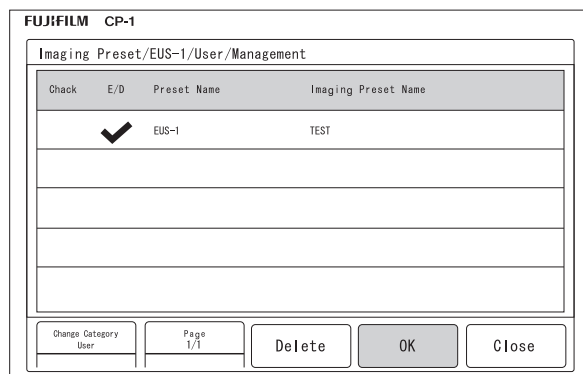 FUJIFILM CP-1
Imaging Preset/EUS-1/User/Management
Chack E/D Preset Name Imaging Preset Name
EUS-1 TEST
Change Category
User
Page
1/1
Delete
OK
Close